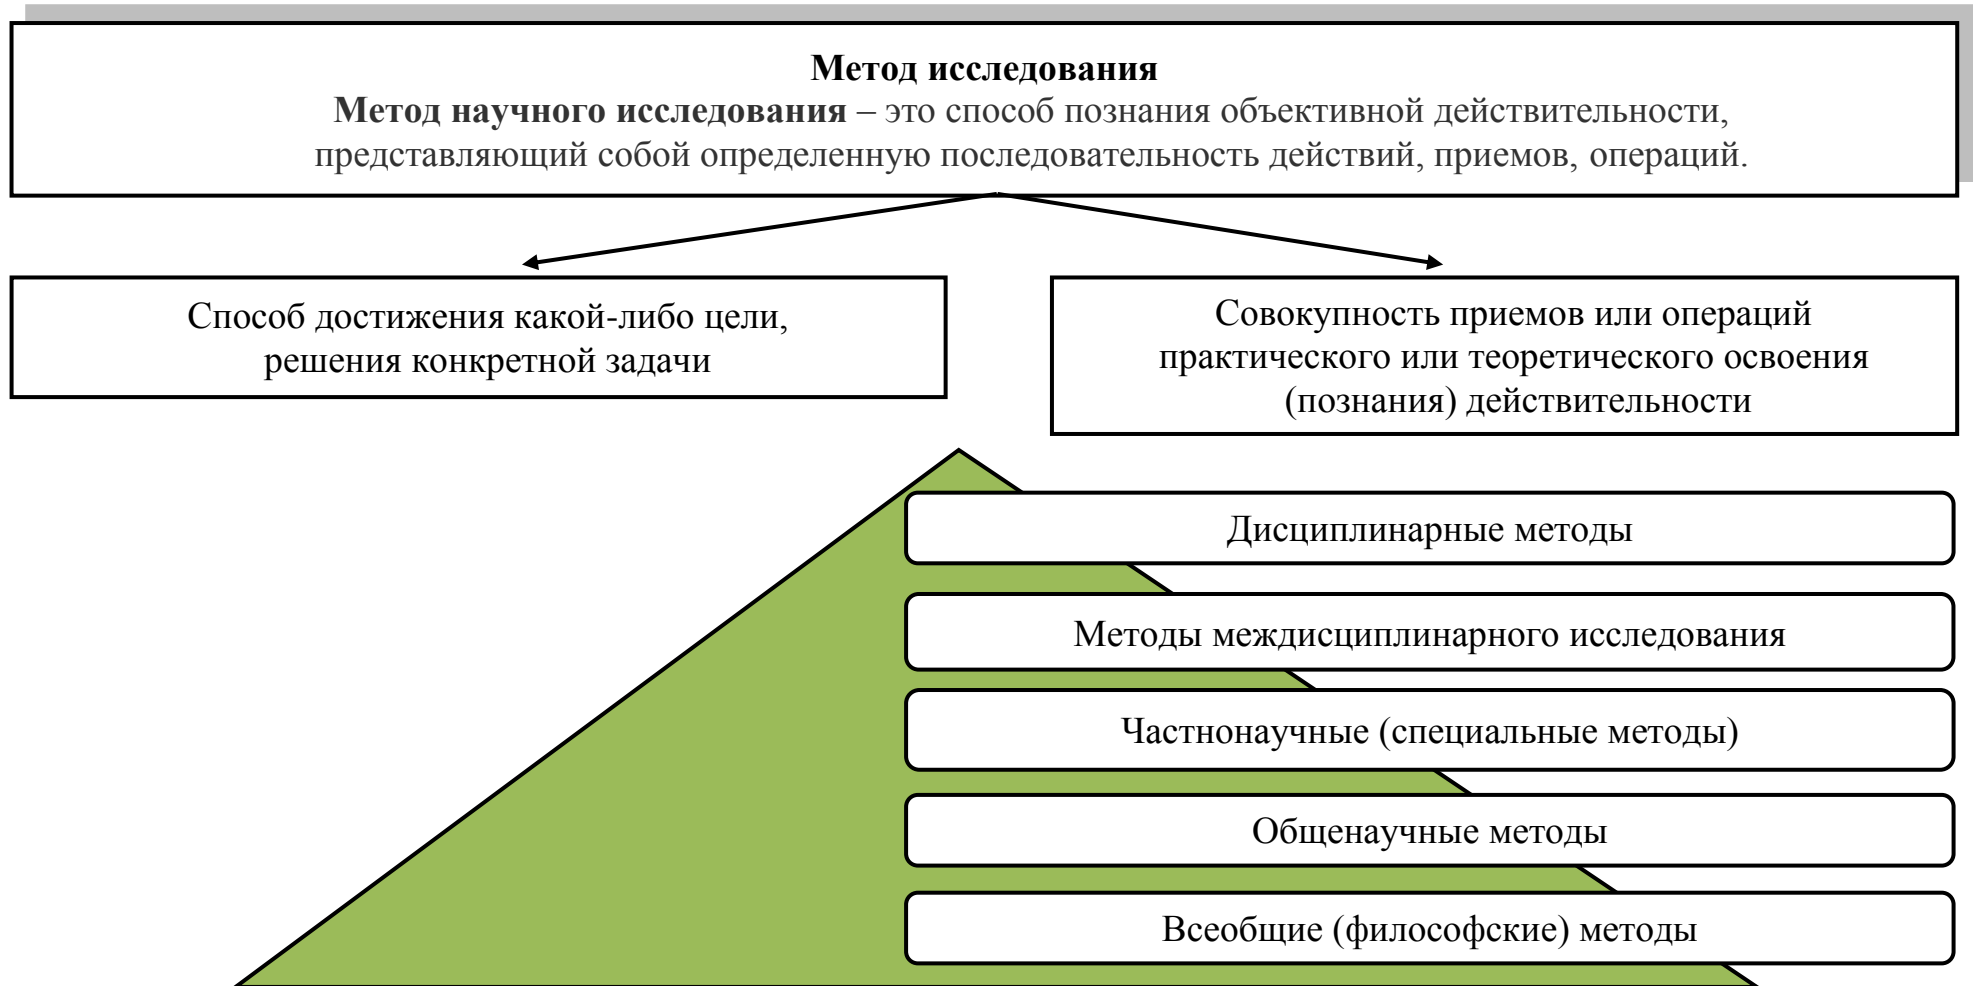 Метод исследования
Метод научного исследования – это способ познания объективной действительности,
представляющий собой определенную последовательность действий, приемов, операций.
Способ достижения какой-либо цели,
решения конкретной задачи
Совокупность приемов или операций
практического или теоретического освоения
(познания) действительности
Дисциплинарные методы
Методы междисциплинарного исследования
Частнонаучные (специальные методы)
Общенаучные методы
Всеобщие (философские) методы